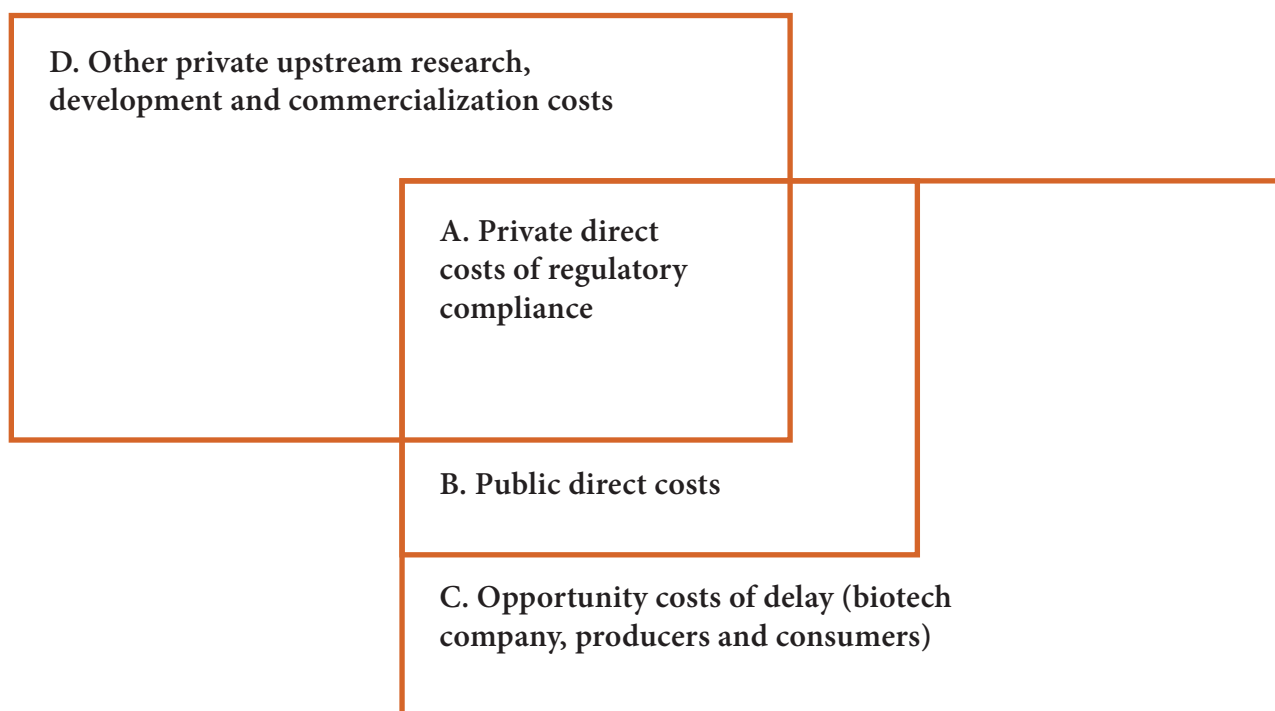 D. Other private upstream research,
development and commercialization costs
A. Private direct
costs of regulatory
compliance
B. Public direct costs
C. Opportunity costs of delay (biotech
company, producers and consumers)